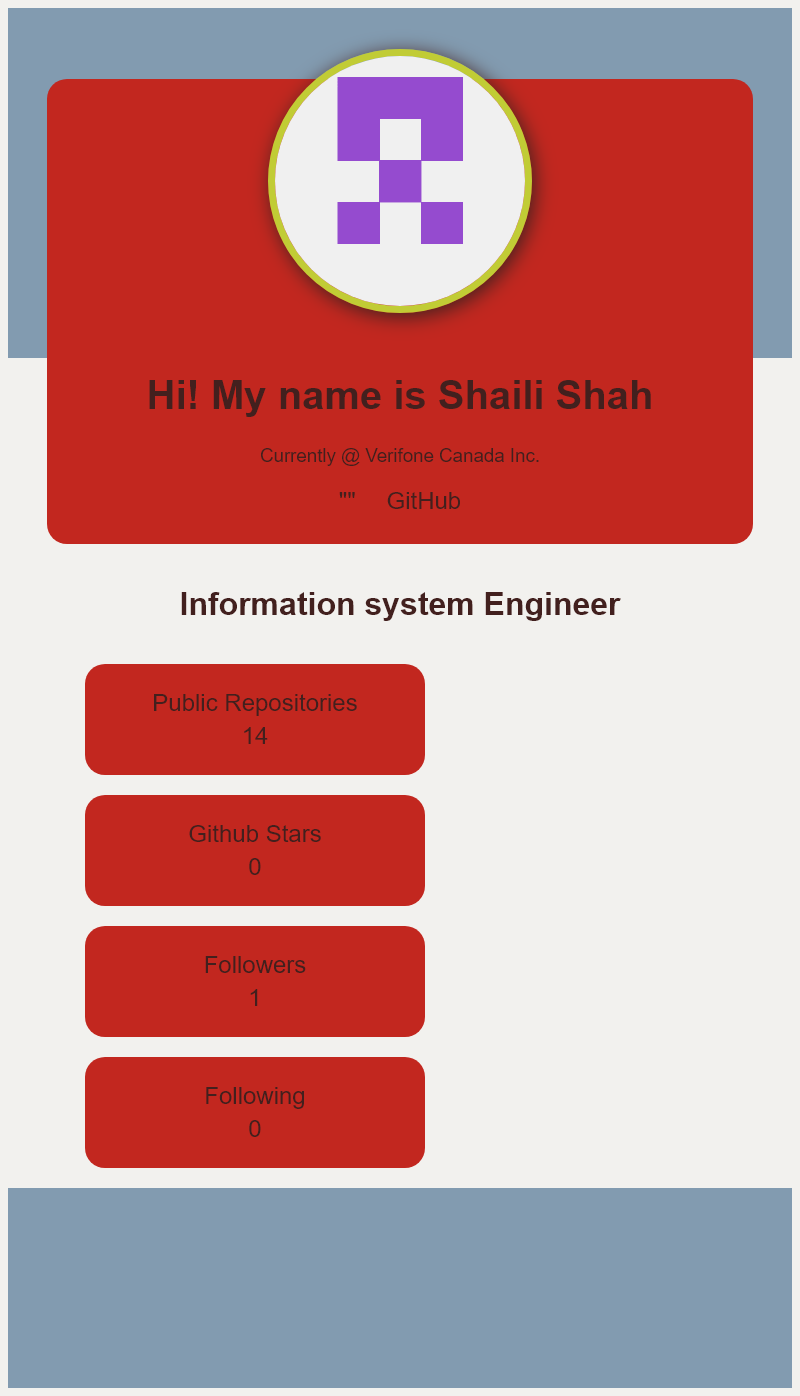 Hi! My name is Shaili Shah
Currently @ Verifone Canada Inc.
"" GitHub
Information system Engineer
Public Repositories
14
Github Stars
0
Followers
1
Following
0